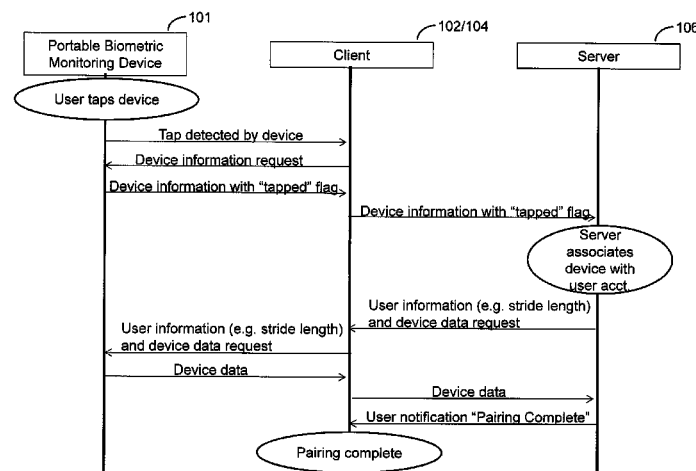 101
102/104
106
Portable Biometric
Monitoring Device
Client
Server
User taps device
Tap detected by device
Device information request
Device information with "tapped" flag
Device information with "tapped" flag
Server
associates
device with
user acct.
User information (e.g. stride length)
and device data request
User information (e.g. stride length)
and device data request
Device data
Device data
User notification "Pairing Complete"
Pairing complete